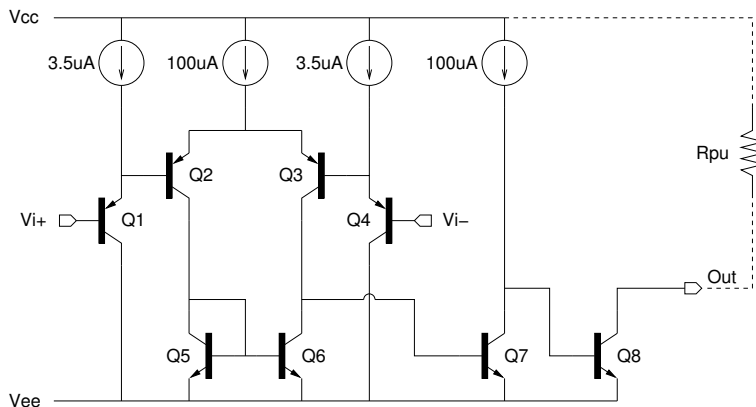 Vcc
3.5uA 100uA 3.5uA 100uA
Rpu
Q2 Q3
Vi+ Q1 Q4 Vi−
Out
Q5 Q6 Q7 Q8
Vee